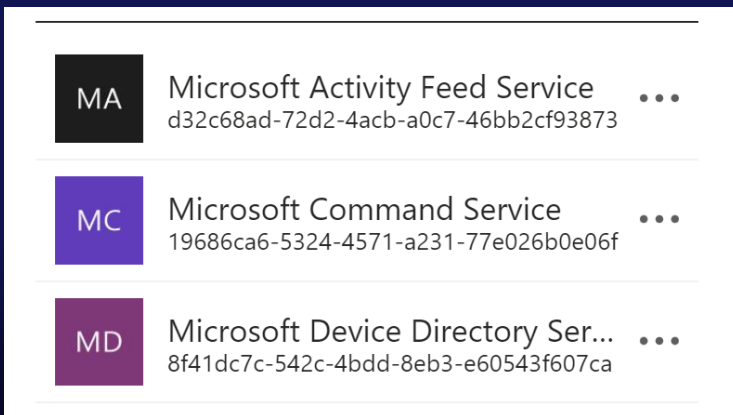 MA
Microsoft Activity Feed Service
d32c68ad-72d2-4acb-a0c7-46bb2cf93873
MC
Microsoft Command Service
19686ca6-5324-4571-a231-77e026b0e06f
MD
Microsoft Device Directory Ser...
8f41dc7c-542c-4bdd-8eb3-e60543f607ca